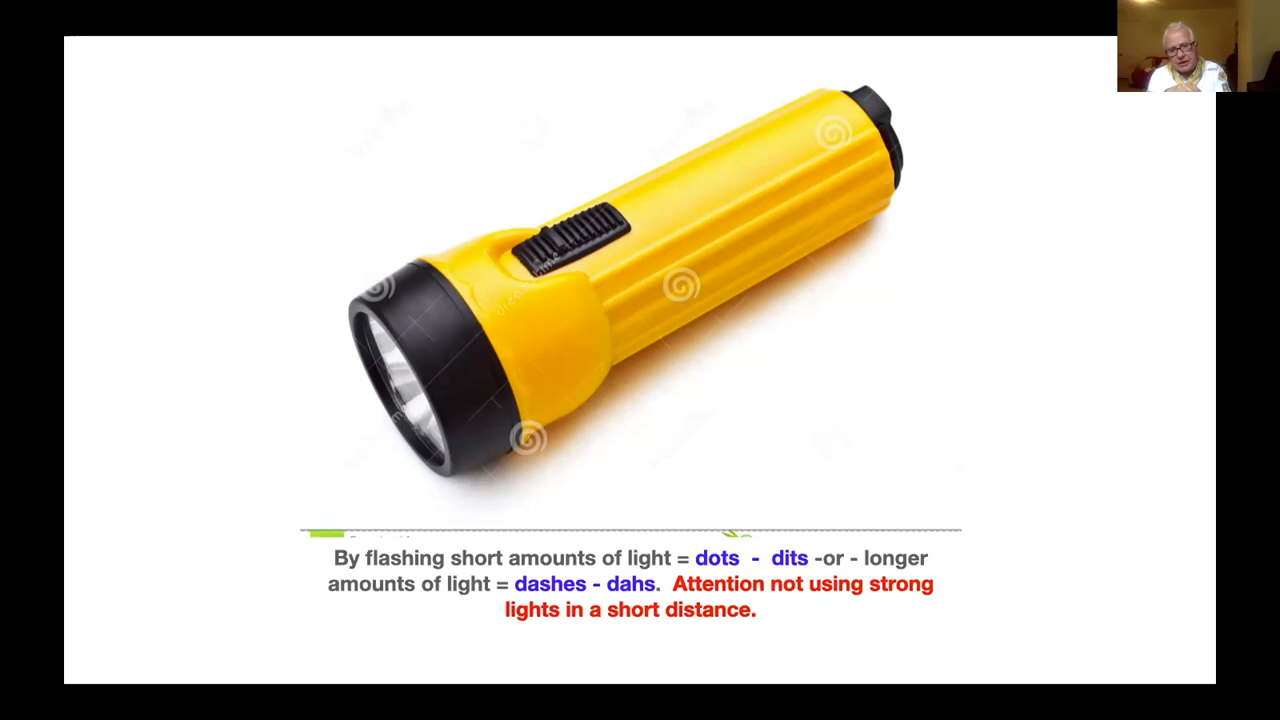 By flashing short amounts of light = dots - dits -or - longer
amounts of light = dashes - dahs. Attention not using strong
lights in a short distance.